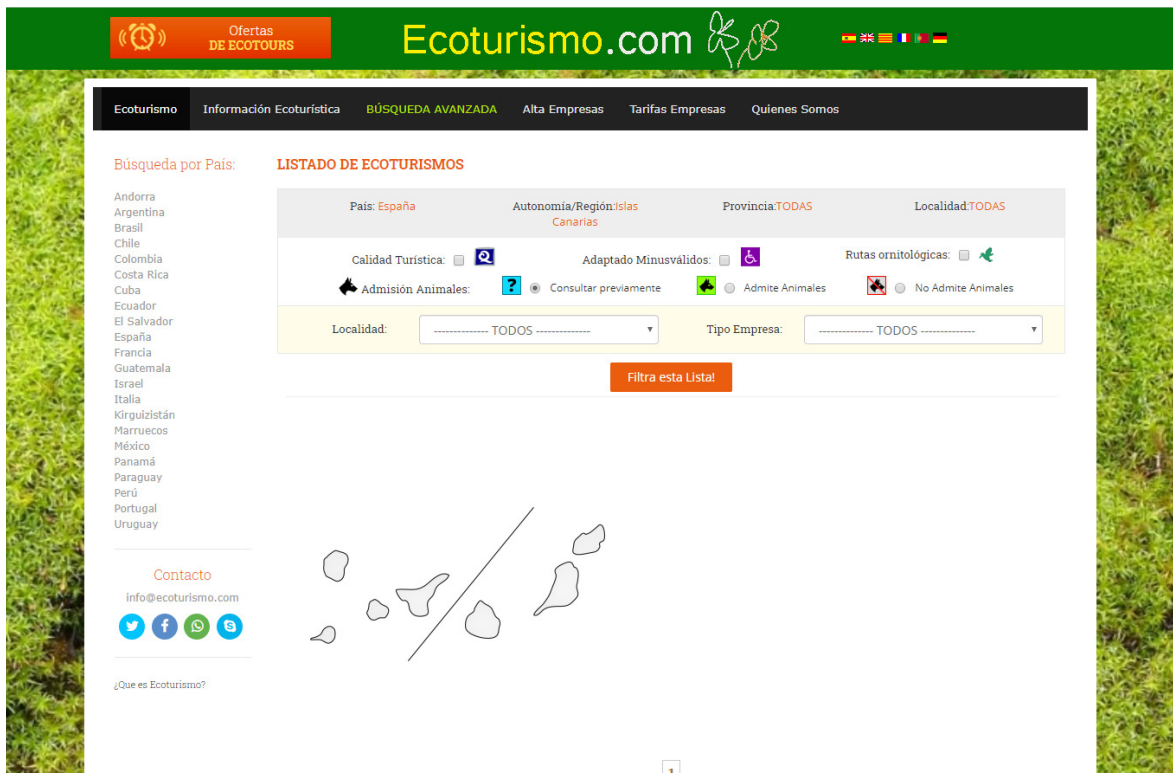 Ofertas
DE ECOTOURS
Ecoturismo.com
Ecoturismo Información Ecoturística BÚSQUEDA AVANZADA Alta Empresas Tarifas Empresas Quienes Somos
Búsqueda por País:
Andorra
Argentina
Brasil
Chile
Colombia
Costa Rica
Cuba
Ecuador
El Salvador
España
Francia
Guatemala
Israel
Italia
Kirguizistán
Marruecos
México
Panamá
Paraguay
Perú
Portugal
Uruguay
Contacto
info@ecoturismo.com
¿Que es Ecoturismo?
LISTADO DE ECOTURISMOS
País: España Autonomía/Región:Islas Canarias Provincia:TODAS Localidad:TODAS
Calidad Turística: Q Adaptado Minusválidos: Rutas ornitológicas:
Admisión Animales: ? Consultar previamente Admite Animales No Admite Animales
Localidad: -------------- TODOS -------------- Tipo Empresa: -------------- TODOS --------------
Filtra esta Lista!
1